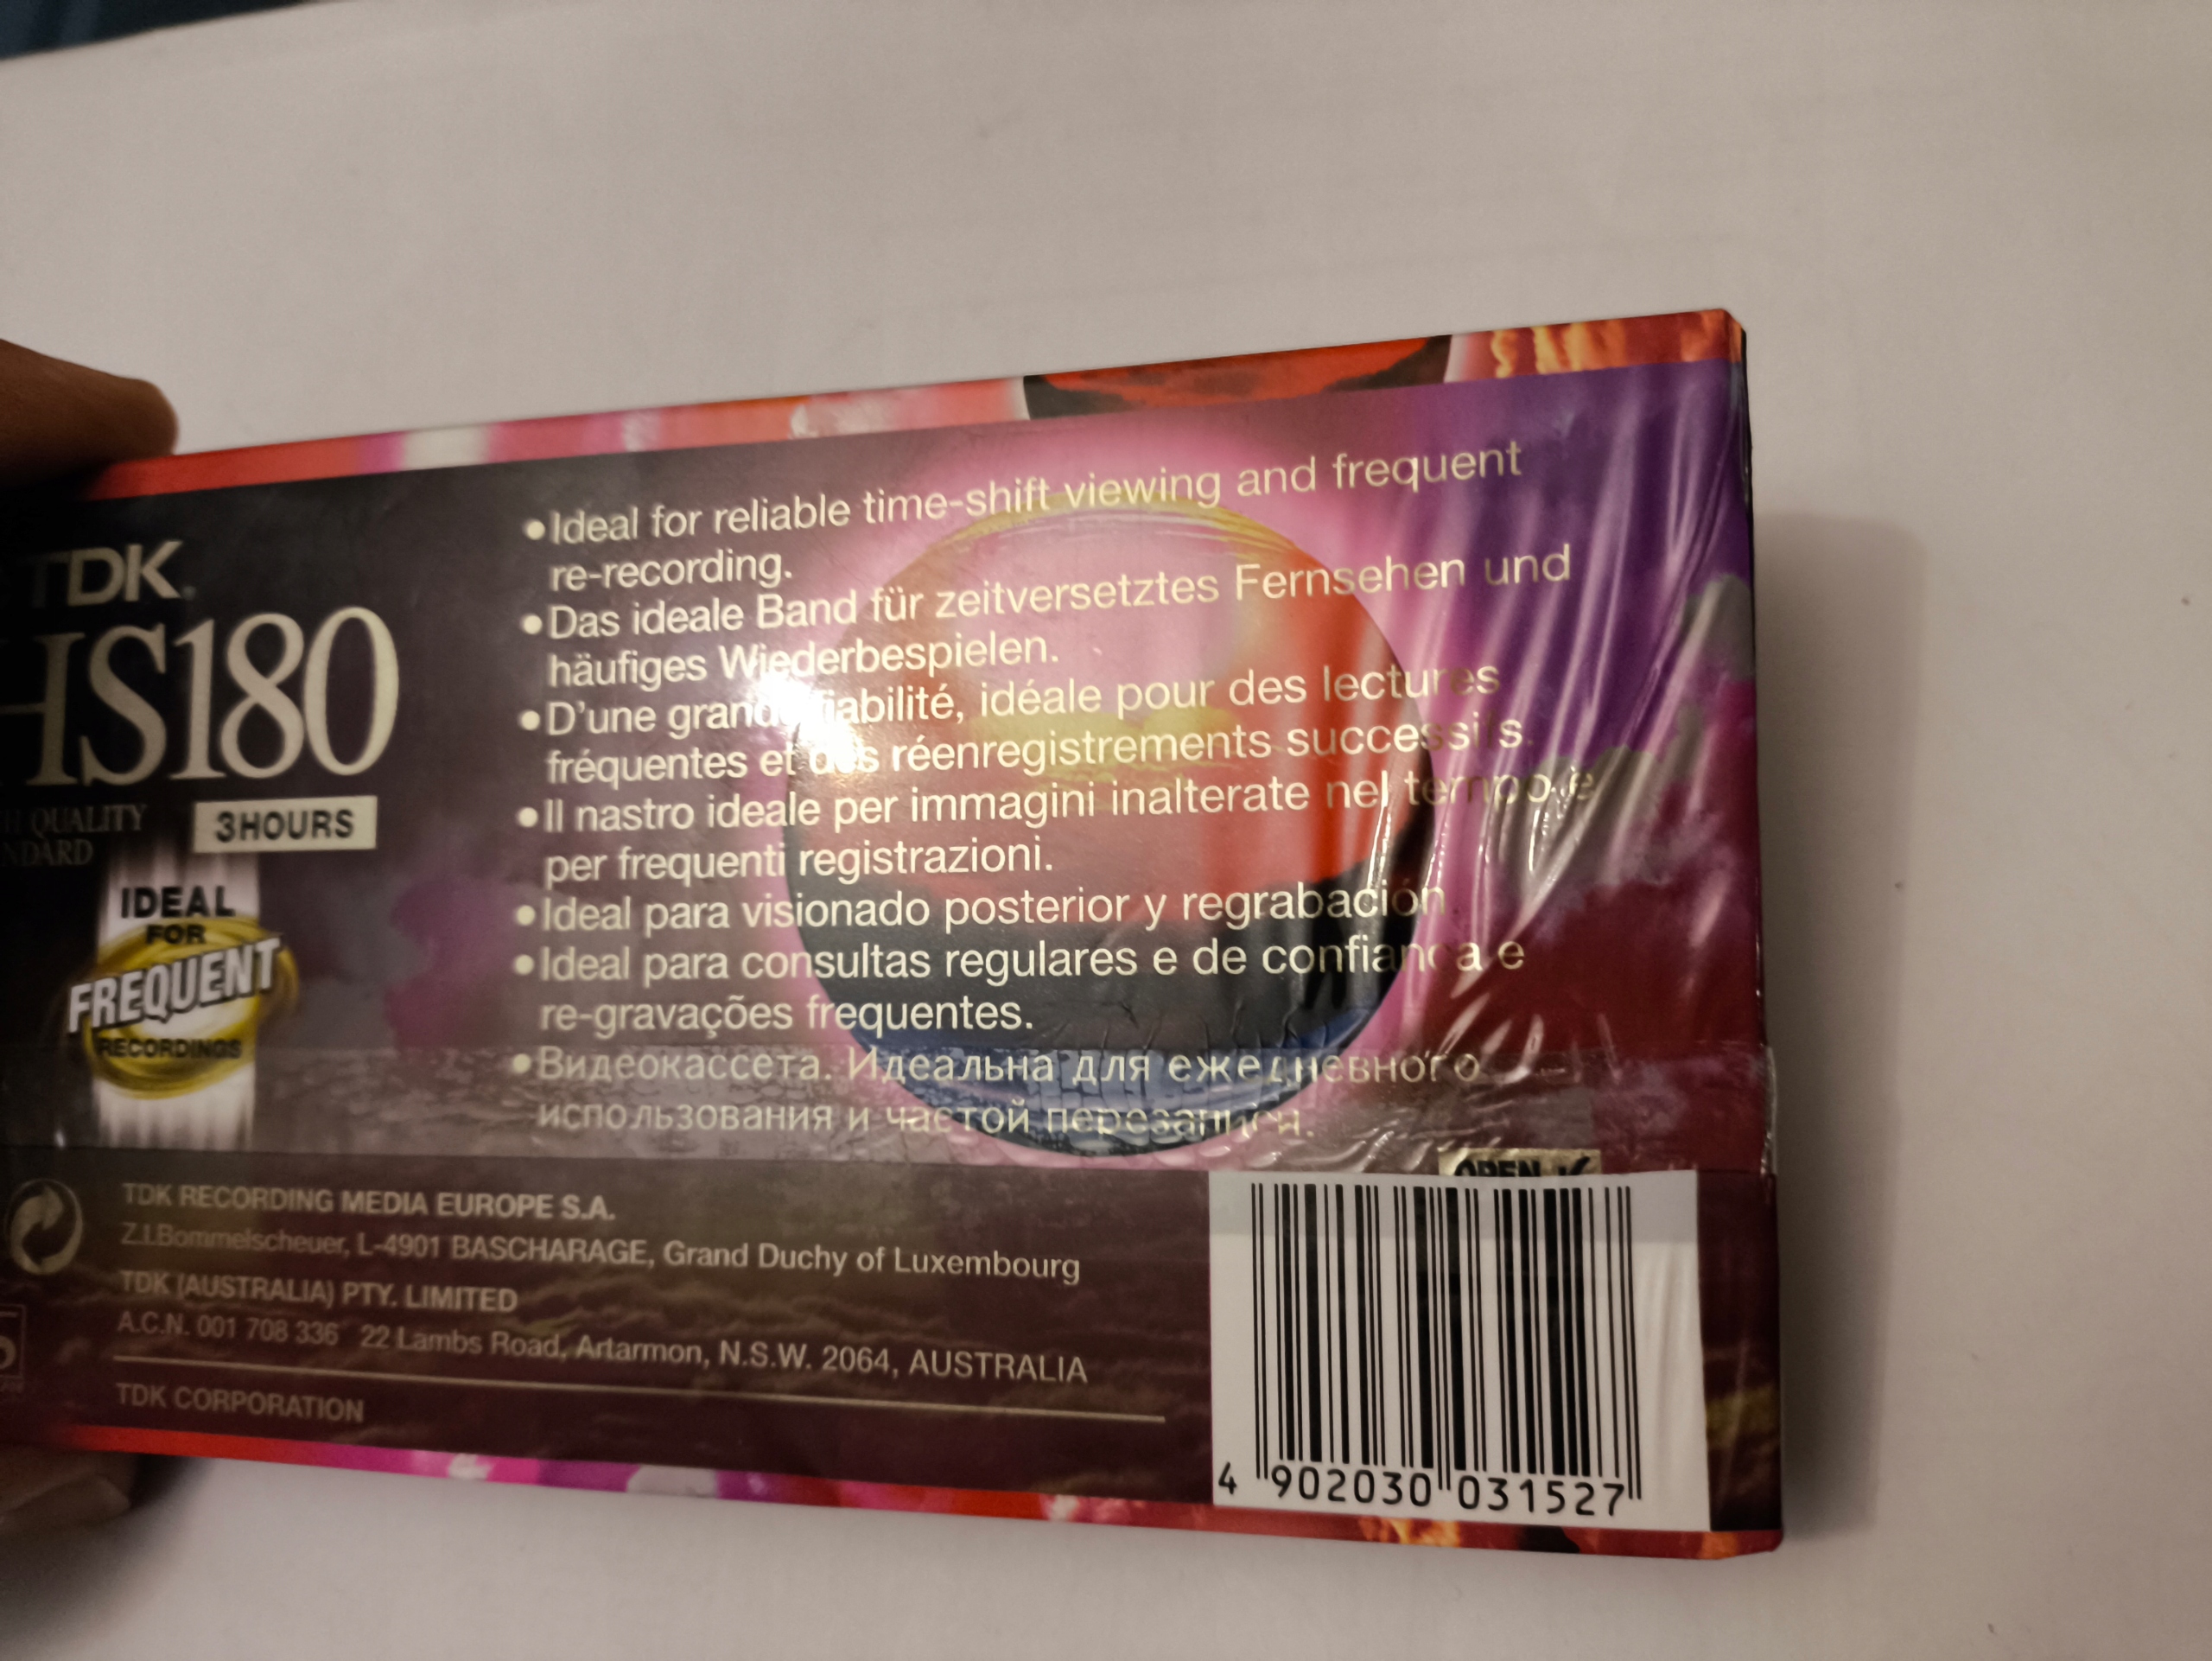 TDK.
HS180
QUALITY
3HOURS
IDEAL
FOR
FREQUENT
RECORDINGS
•Ideal for reliable time-shift viewing and frequent
re-recording.
•Das ideale Band für zeitversetztes Fernsehen und
häufiges Wiederbespielen.
•D'une grande fiabilité, idéale pour des lectures
fréquentes et des réenregistrements successifs.
•Il nastro ideale per immagini inalterate nel tempo e
per frequenti registrazioni.
•Ideal para visionado posterior y regrabación.
•Ideal para consultas regulares e de confiança e
re-gravações frequentes.
•Видеокассета. Идеальна для ежедневного
использования и частой перезаписи.
OPEN
TDK RECORDING MEDIA EUROPE S.A.
Z.I.Bommelscheuer, L-4901 BASCHARAGE, Grand Duchy of Luxembourg
TDK (AUSTRALIA) PTY. LIMITED
A.C.N. 001 708 336 22 Lambs Road, Artarmon, N.S.W. 2064, AUSTRALIA
TDK CORPORATION
4 902030 031527